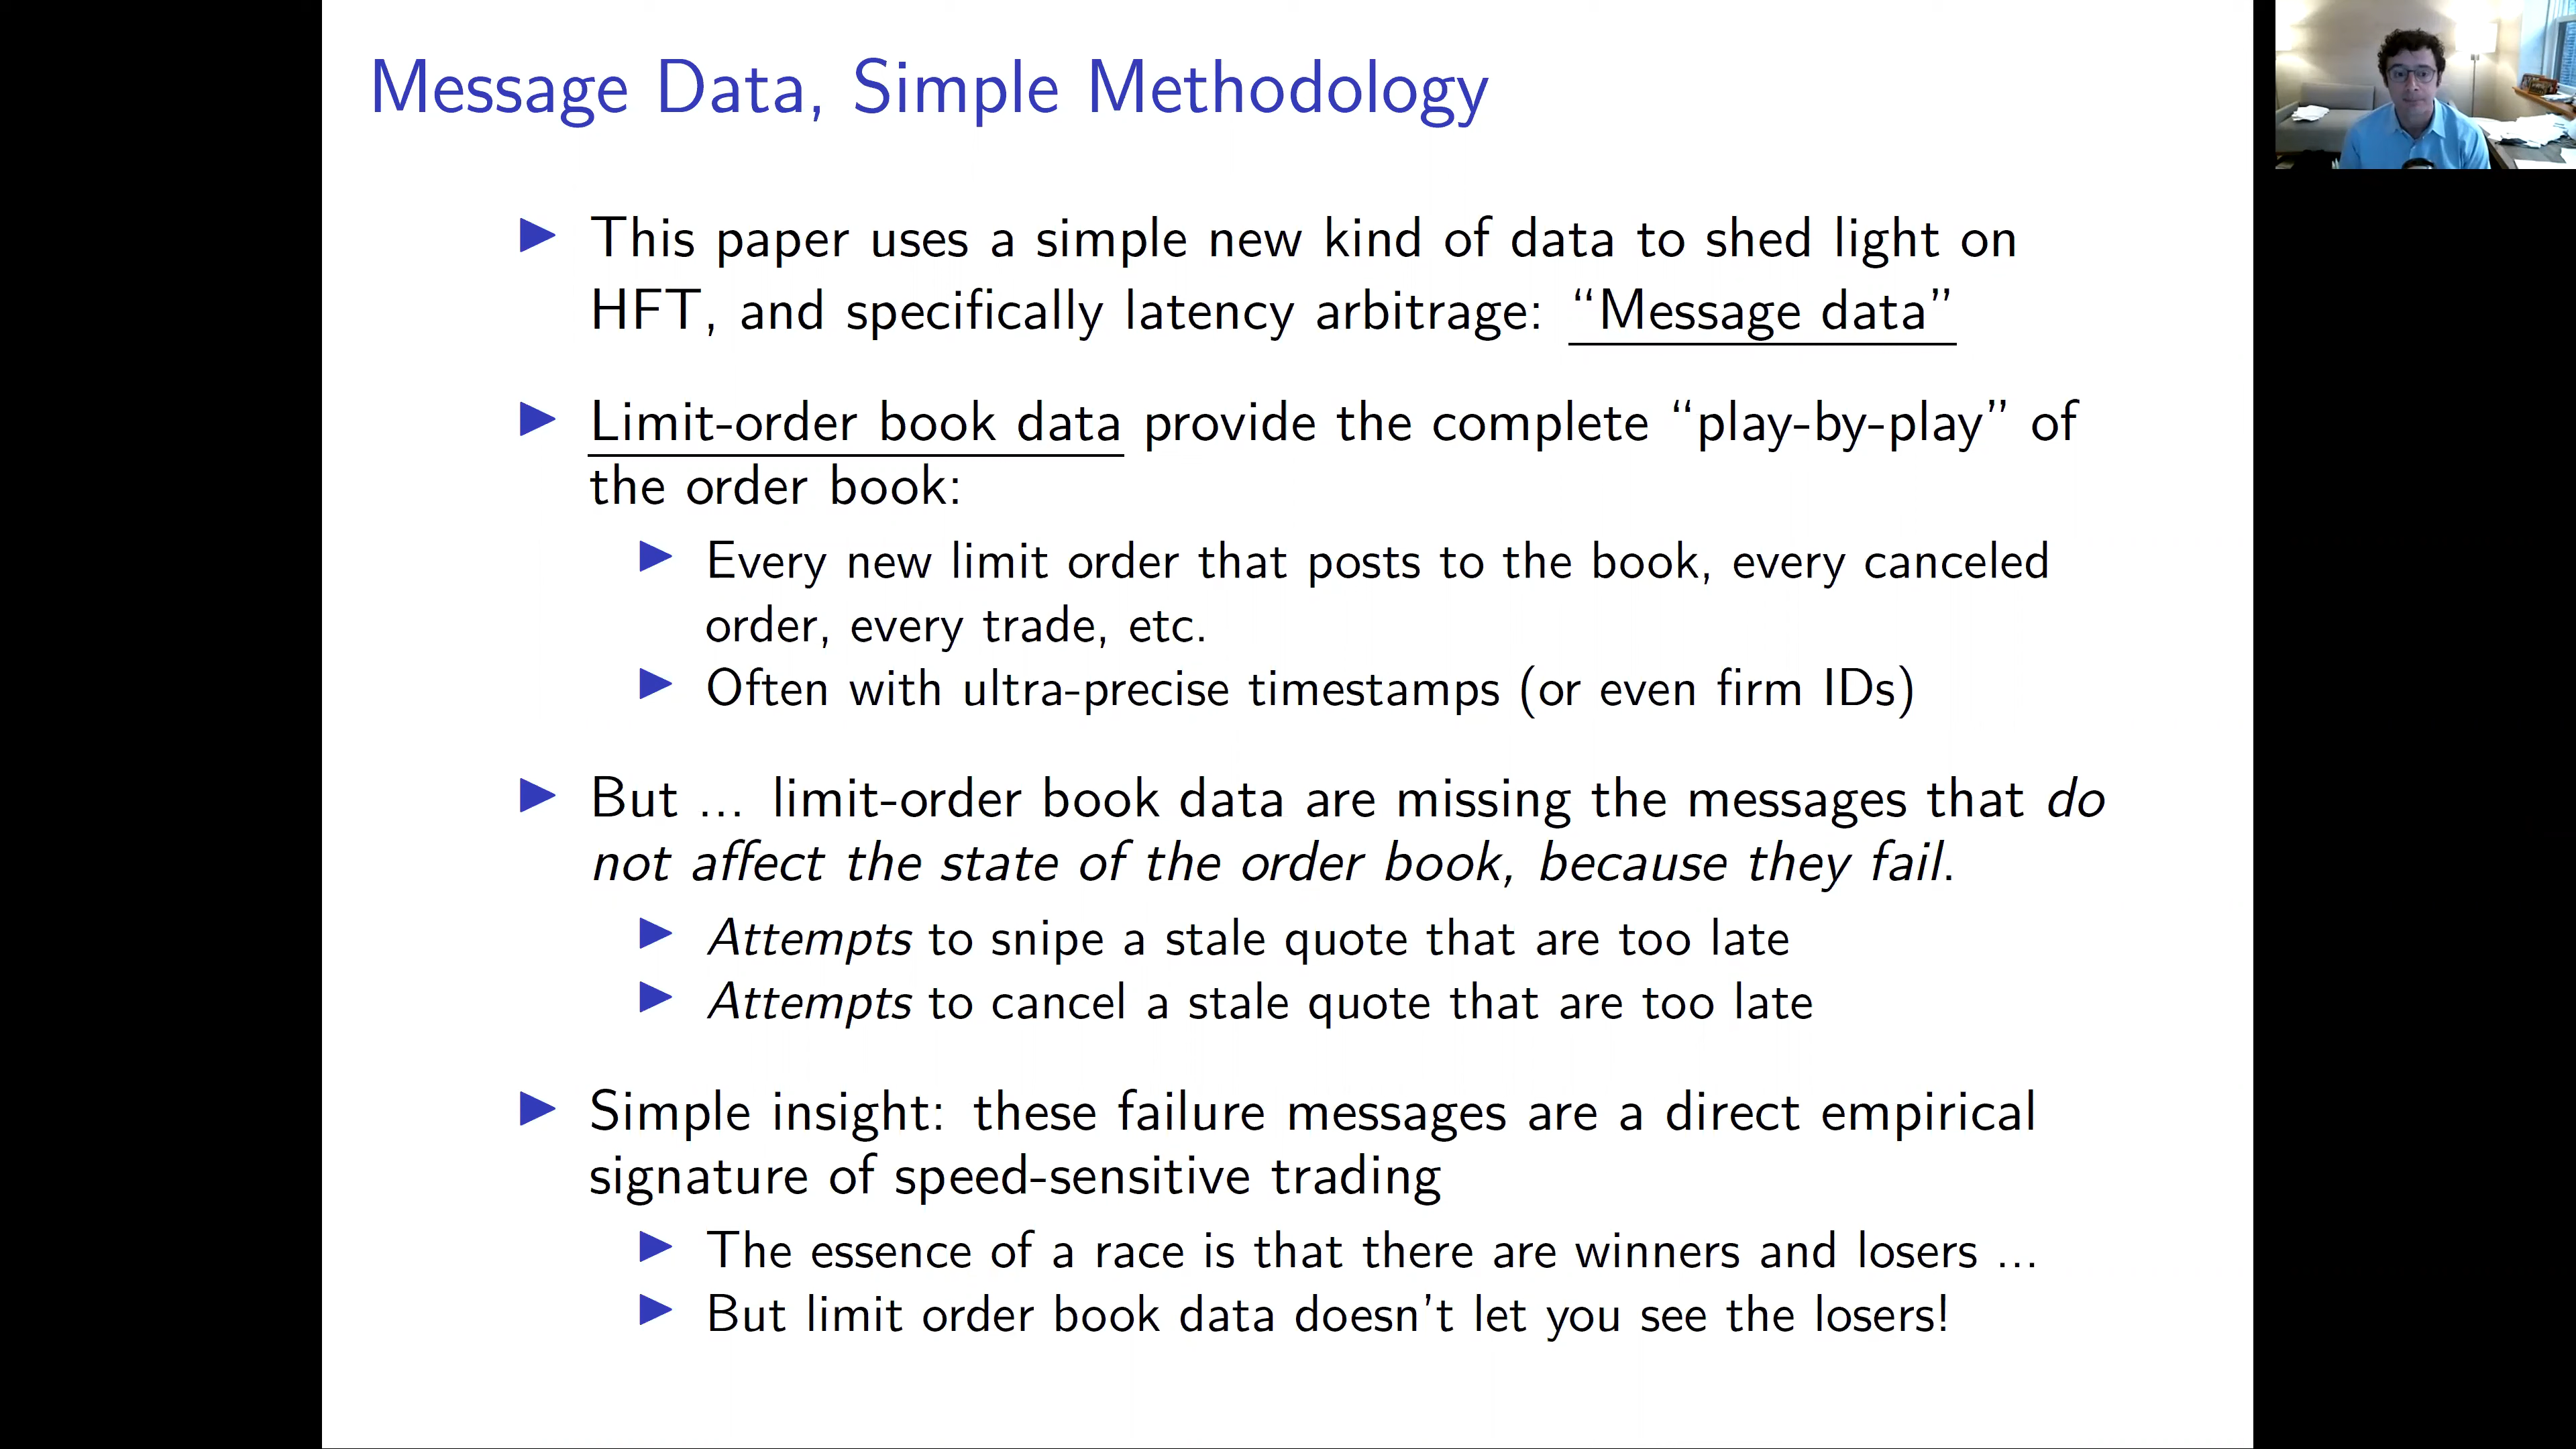 Message Data, Simple Methodology
This paper uses a simple new kind of data to shed light on
HFT, and specifically latency arbitrage: “Message data”
Limit-order book data provide the complete “play-by-play” of
the order book:
Every new limit order that posts to the book, every canceled
order, every trade, etc.
Often with ultra-precise timestamps (or even firm IDs)
But ... limit-order book data are missing the messages that do
not affect the state of the order book, because they fail.
Attempts to snipe a stale quote that are too late
Attempts to cancel a stale quote that are too late
Simple insight: these failure messages are a direct empirical
signature of speed-sensitive trading
The essence of a race is that there are winners and losers ...
But limit order book data doesn’t let you see the losers!